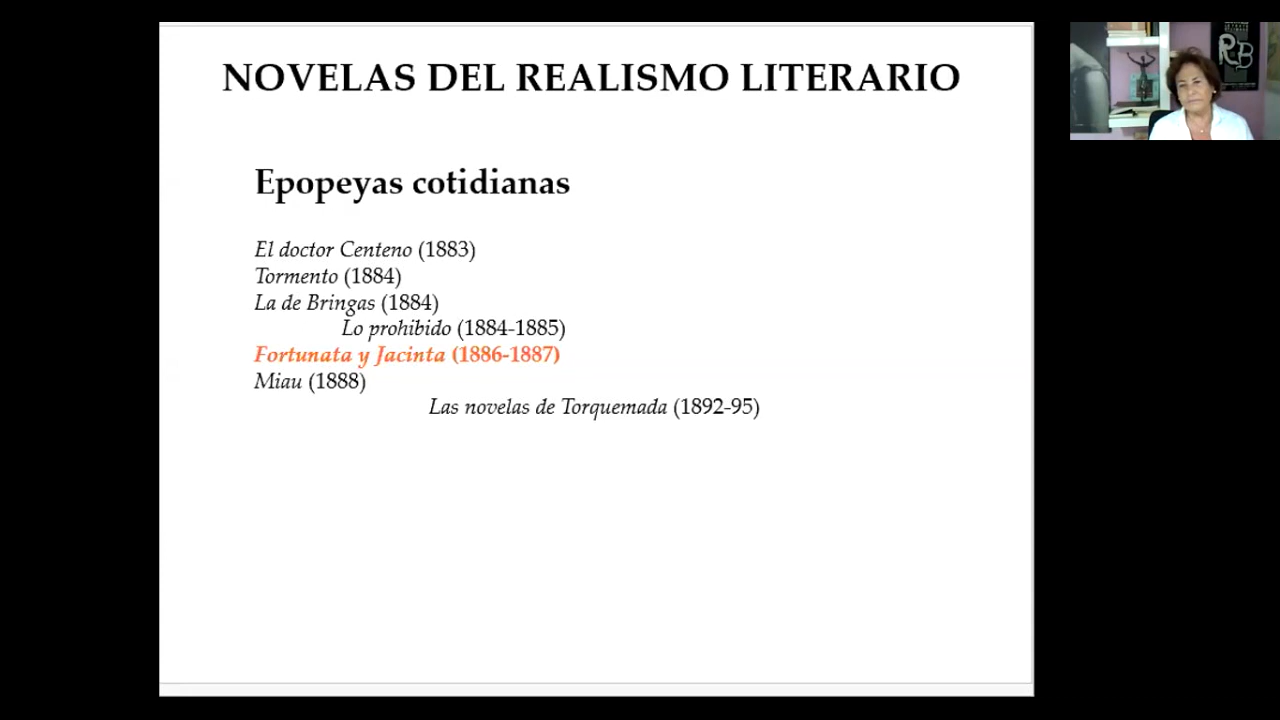 NOVELAS DEL REALISMO LITERARIO
Epopeyas cotidianas
El doctor Centeno (1883)
Tormento (1884)
La de Bringas (1884)
Lo prohibido (1884-1885)
Fortunata y Jacinta (1886-1887)
Miau (1888)
Las novelas de Torquemada (1892-95)